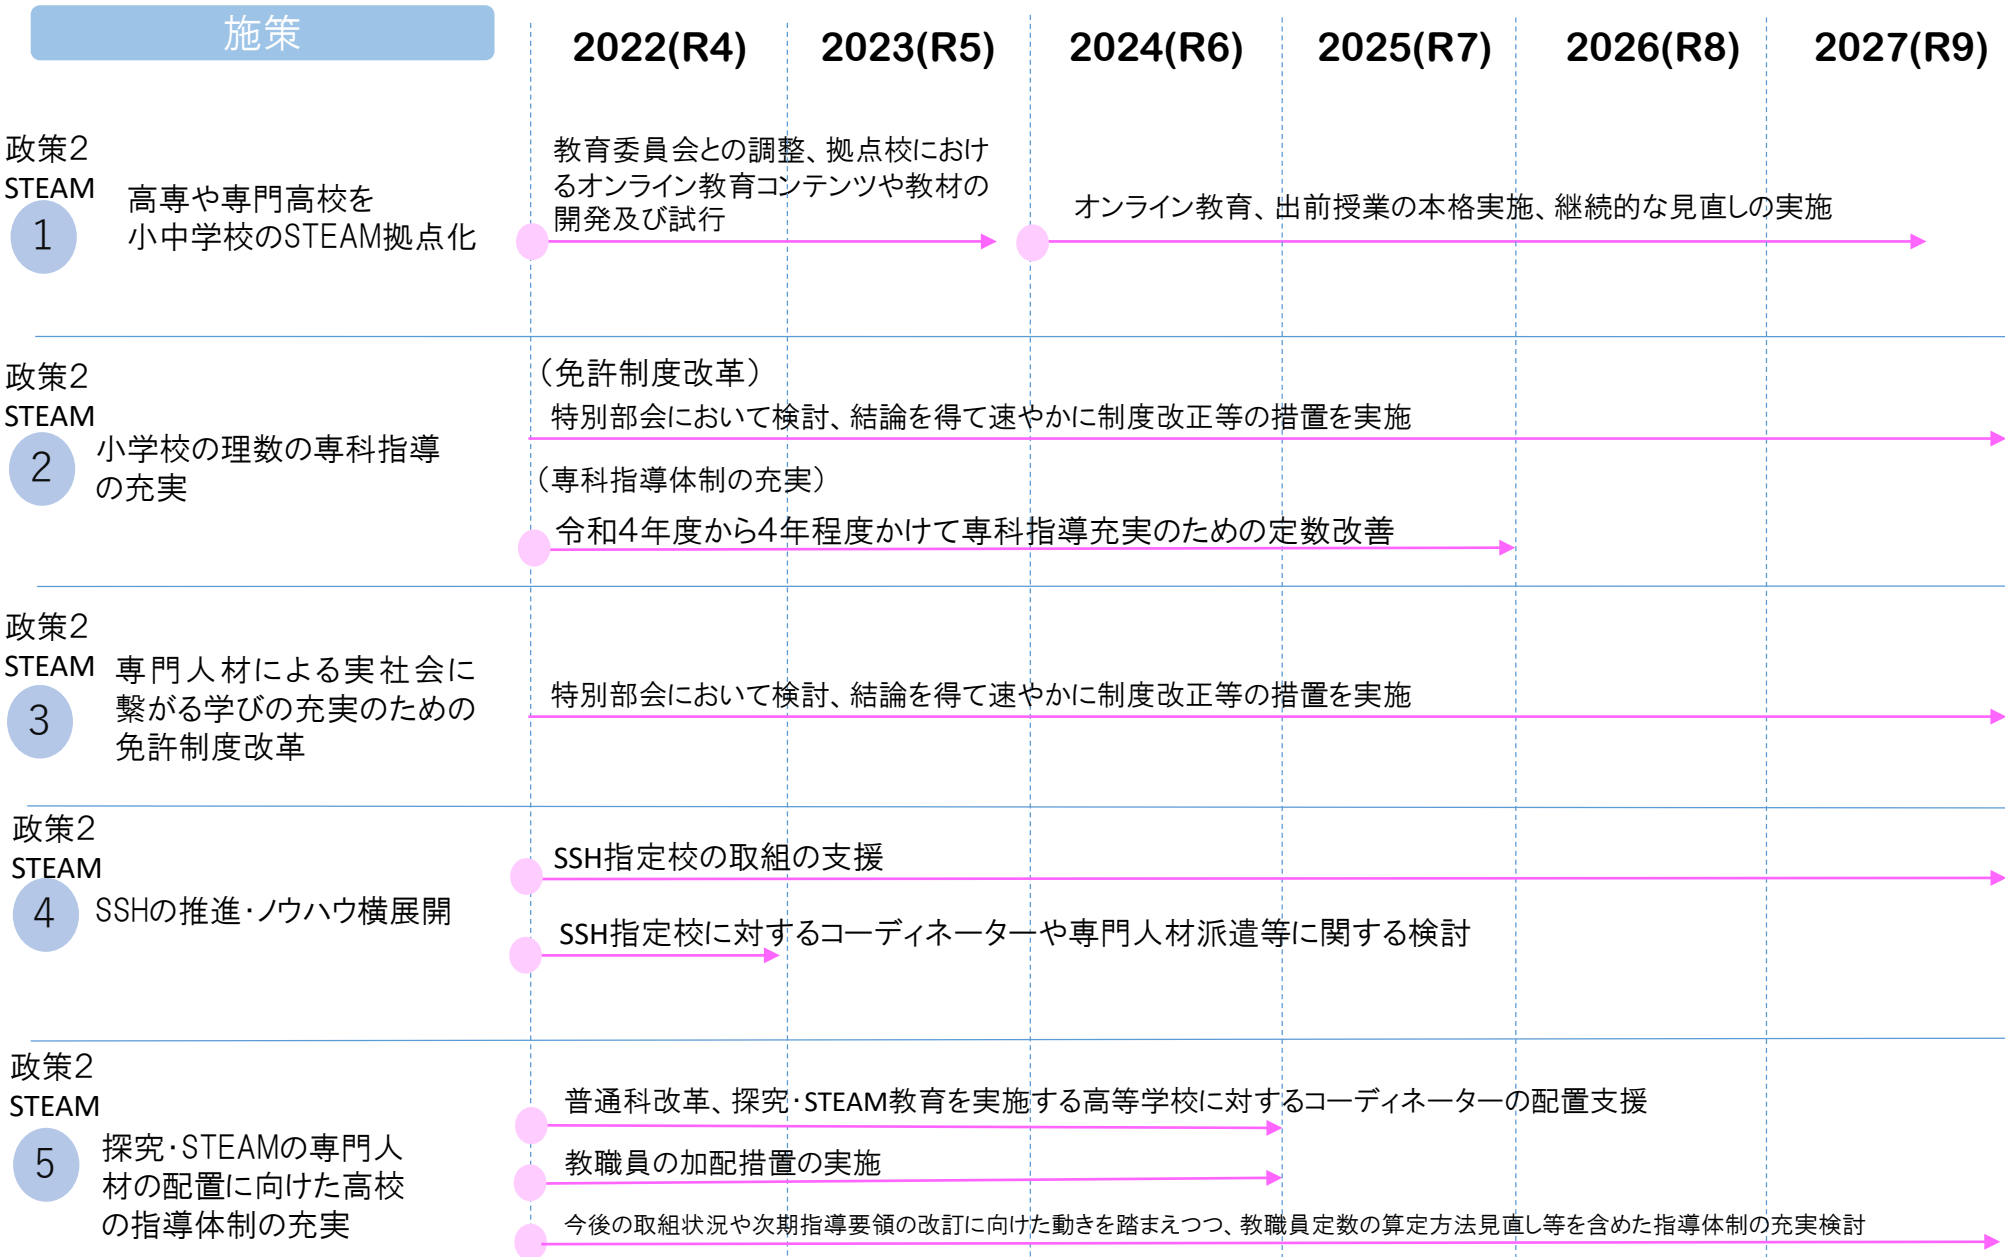 施策
2022(R4)
2023(R5)
2024(R6)
2025(R7)
2026(R8)
2027(R9)
政策2
STEAM
1
高専や専門高校を
小中学校のSTEAM拠点化
教育委員会との調整、拠点校におけ
るオンライン教育コンテンツや教材の
開発及び試行
オンライン教育、出前授業の本格実施、継続的な見直しの実施
政策2
STEAM
2
小学校の理数の専科指導
の充実
（免許制度改革）
特別部会において検討、結論を得て速やかに制度改正等の措置を実施
（専科指導体制の充実）
令和4年度から4年程度かけて専科指導充実のための定数改善
政策2
STEAM
3
専門人材による実社会に
繋がる学びの充実のための
免許制度改革
特別部会において検討、結論を得て速やかに制度改正等の措置を実施
政策2
STEAM
4
SSHの推進・ノウハウ横展開
SSH指定校の取組の支援
SSH指定校に対するコーディネーターや専門人材派遣等に関する検討
政策2
STEAM
5
探究・STEAMの専門人
材の配置に向けた高校
の指導体制の充実
普通科改革、探究・STEAM教育を実施する高等学校に対するコーディネーターの配置支援
教職員の加配措置の実施
今後の取組状況や次期指導要領の改訂に向けた動きを踏まえつつ、教職員定数の算定方法見直し等を含めた指導体制の充実検討